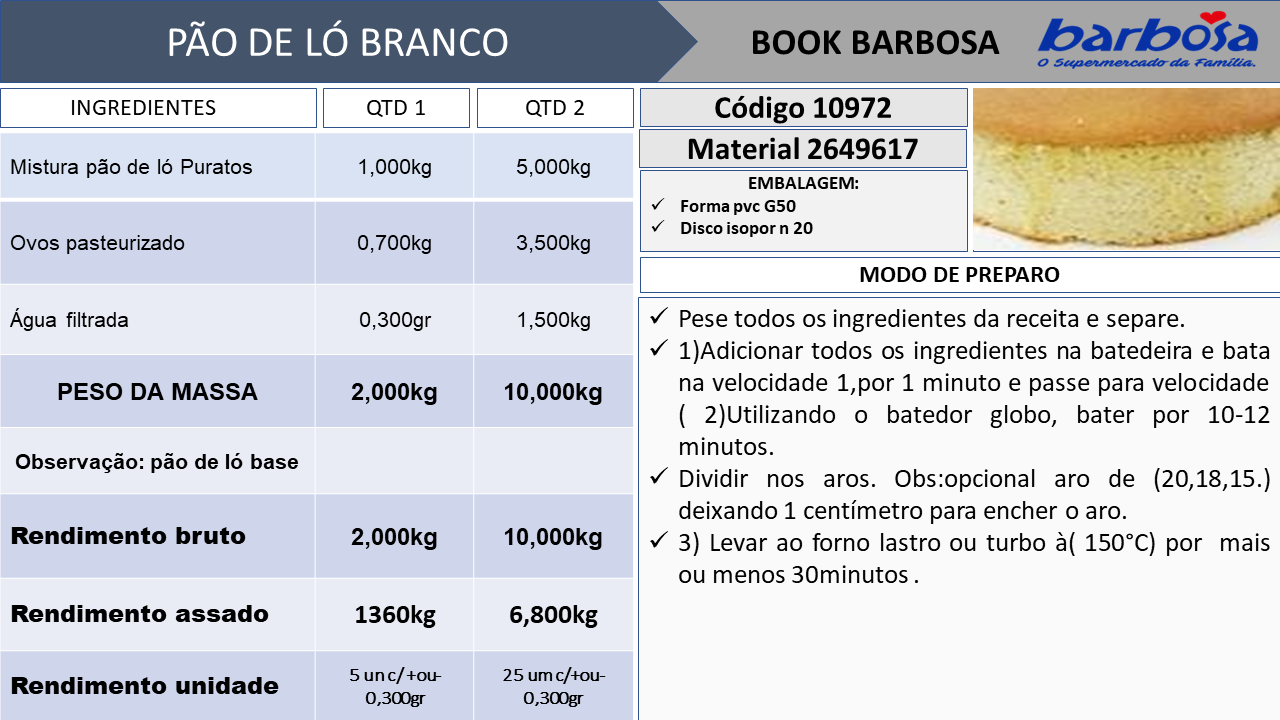 PÃO DE LÓ BRANCO
BOOK BARBOSA
barbosa
O Supermercado da Família.
INGREDIENTES QTD 1 QTD 2
Mistura pão de ló Puratos 1,000kg 5,000kg
Ovos pasteurizado 0,700kg 3,500kg
Água filtrada 0,300gr 1,500kg
PESO DA MASSA 2,000kg 10,000kg
Observação: pão de ló base
Rendimento bruto 2,000kg 10,000kg
Rendimento assado 1360kg 6,800kg
Rendimento unidade 5 un c/ +ou- 0,300gr 25 um c/+ou- 0,300gr
Código 10972
Material 2649617
EMBALAGEM:
✓ Forma pvc G50
✓ Disco isopor n 20
MODO DE PREPARO
✓ Pese todos os ingredientes da receita e separe.
✓ 1)Adicionar todos os ingredientes na batedeira e bata
na velocidade 1,por 1 minuto e passe para velocidade
( 2)Utilizando o batedor globo, bater por 10-12
minutos.
✓ Dividir nos aros. Obs:opcional aro de (20,18,15.)
deixando 1 centímetro para encher o aro.
✓ 3) Levar ao forno lastro ou turbo à( 150°C) por mais
ou menos 30minutos .